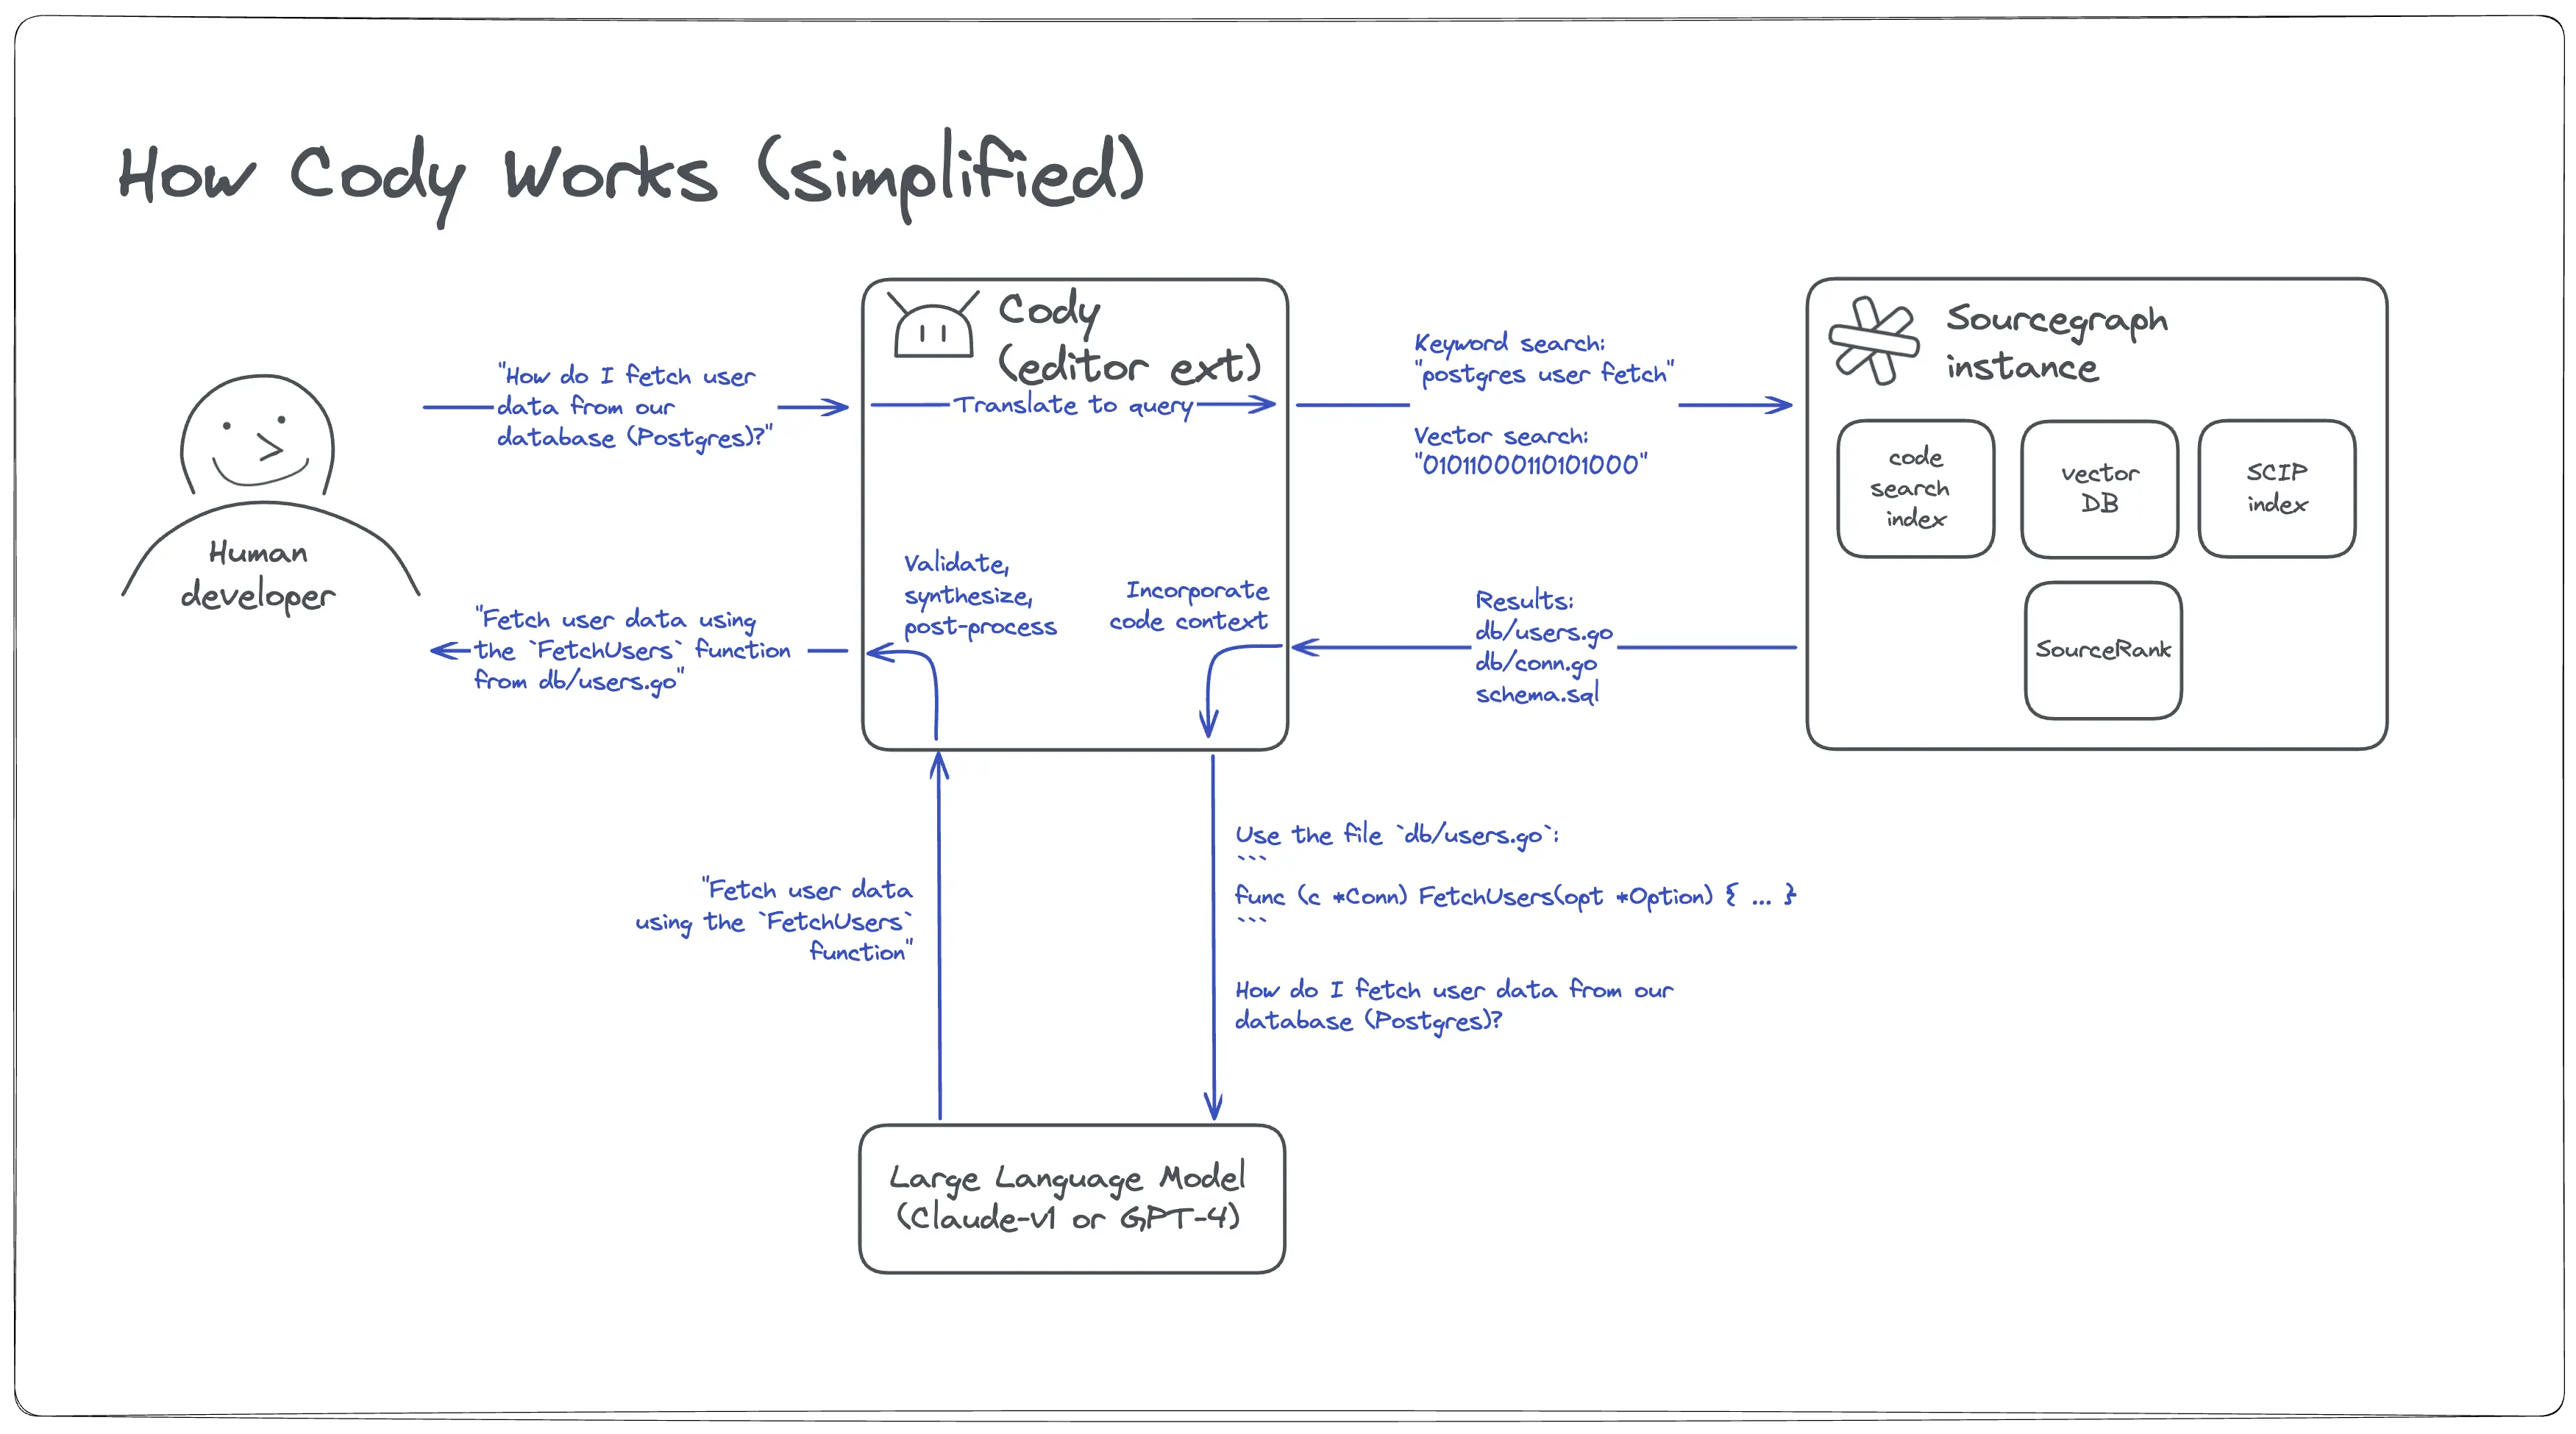 How Cody Works (simplified)
"How do I fetch user
data from our
database (Postgres)?"
Cody
(editor ext)
Translate to query
Keyword search:
"postgres user fetch"
Vector search:
"01011000110101000"
Sourcegraph
instance
code
search
index
vector
DB
SCIP
index
SourceRank
Human
developer
"Fetch user data using
the `FetchUsers` function
from db/users.go"
Validate,
synthesize,
post-process
Incorporate
code context
Results:
db/users.go
db/conn.go
schema.sql
"Fetch user data
using the `FetchUsers`
function"
Use the file `db/users.go`:
```
func (c *Conn) FetchUsers(opt *Option) { ... }
```
How do I fetch user data from our
database (Postgres)?
Large Language Model
(Claude-v1 or GPT-4)